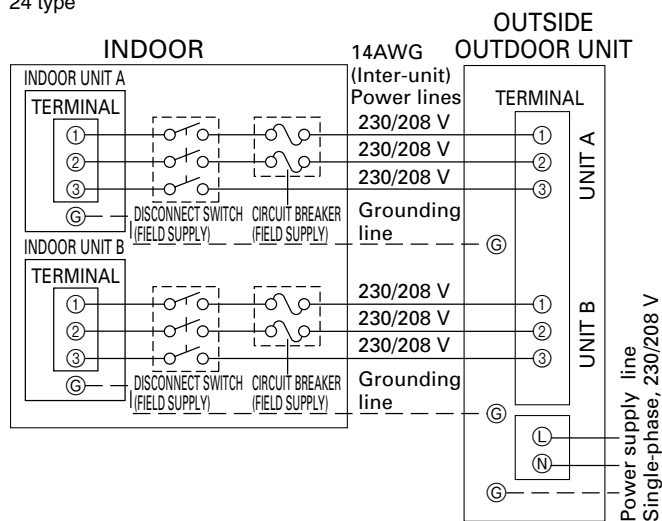 24 type
INDOOR
OUTSIDE
OUTDOOR UNIT
14AWG
(Inter-unit)
Power lines
INDOOR UNIT A
TERMINAL
TERMINAL
1
2
3
G
230/208 V
230/208 V
230/208 V
DISCONNECT SWITCH
(FIELD SUPPLY)
CIRCUIT BREAKER
(FIELD SUPPLY)
Grounding
line
1
2
3
UNIT A
G
INDOOR UNIT B
TERMINAL
1
2
3
G
230/208 V
230/208 V
230/208 V
DISCONNECT SWITCH
(FIELD SUPPLY)
CIRCUIT BREAKER
(FIELD SUPPLY)
Grounding
line
1
2
3
UNIT B
G
L
N
G
Power supply line
Single-phase, 230/208 V